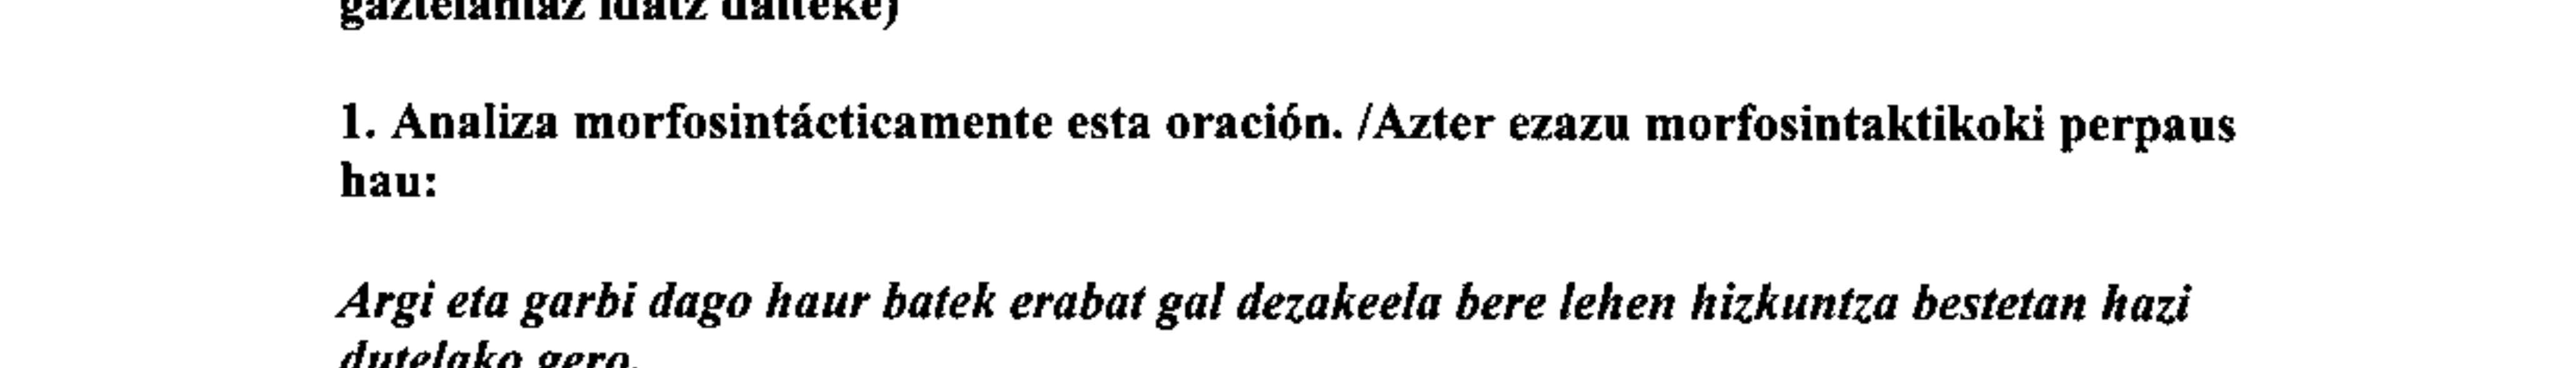 gaztelaniaz idatz daiteke)
1. Analiza morfosintácticamente esta oración. /Azter ezazu morfosintaktikoki perpaus
hau:
Argi eta garbi dago haur batek erabat gal dezakeela bere lehen hizkuntza bestetan hazi
dutelako gero.